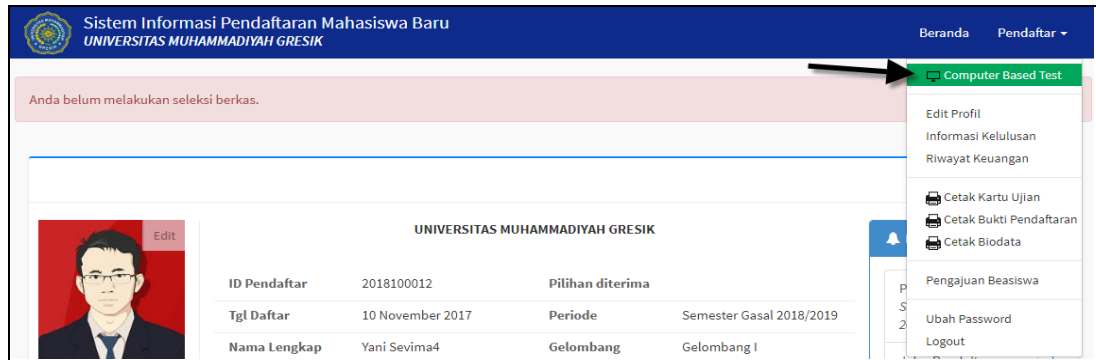 Sistem Informasi Pendaftaran Mahasiswa Baru
UNIVERSITAS MUHAMMADIYAH GRESIK
Beranda Pendaftar
Computer Based Test
Anda belum melakukan seleksi berkas.
Edit Profil
Informasi Kelulusan
Riwayat Keuangan
Cetak Kartu Ujian
Cetak Bukti Pendaftaran
Cetak Biodata
Pengajuan Beasiswa
Ubah Password
Logout
Edit
UNIVERSITAS MUHAMMADIYAH GRESIK
ID Pendaftar 2018100012 Pilihan diterima
Tgl Daftar 10 November 2017 Periode Semester Gasal 2018/2019
Nama Lengkap Yani Sevima4 Gelombang Gelombang I